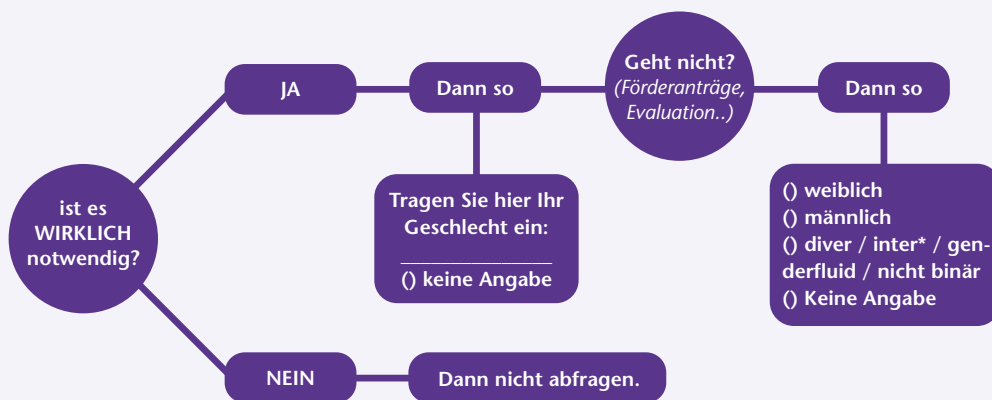 ist es
WIRKLICH
notwendig?
JA
Dann so
Tragen Sie hier Ihr
Geschlecht ein:
_______________
() keine Angabe
Geht nicht?
(Förderanträge,
Evaluation..)
Dann so
() weiblich
() männlich
() diver / inter* / gen-
derfluid / nicht binär
() Keine Angabe
NEIN
Dann nicht abfragen.